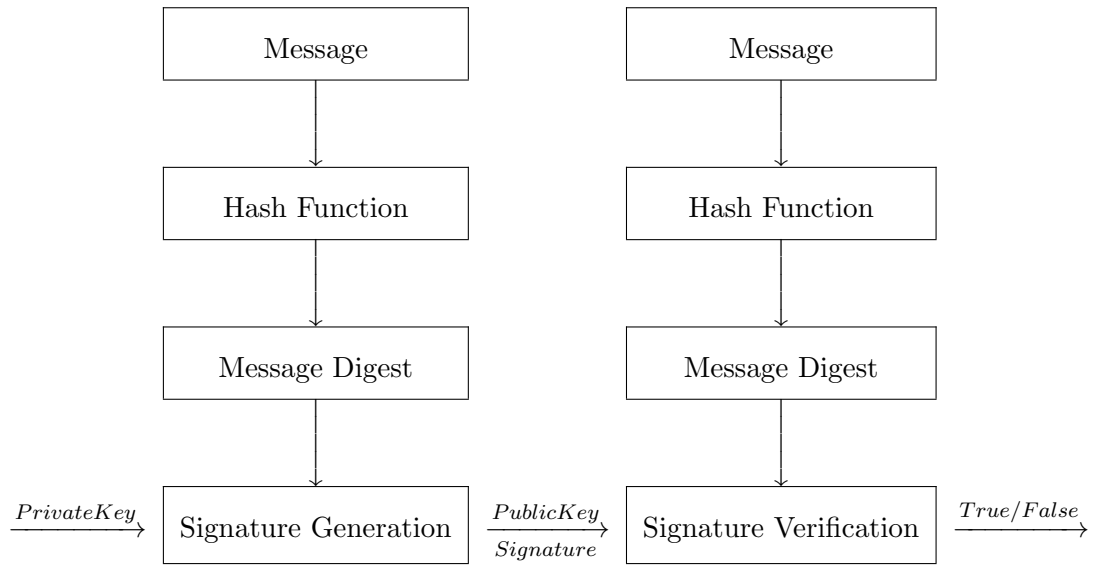 Message
Message
Hash Function
Hash Function
Message Digest
Message Digest
PrivateKey
Signature Generation
PublicKey
Signature
Signature Verification
True/False